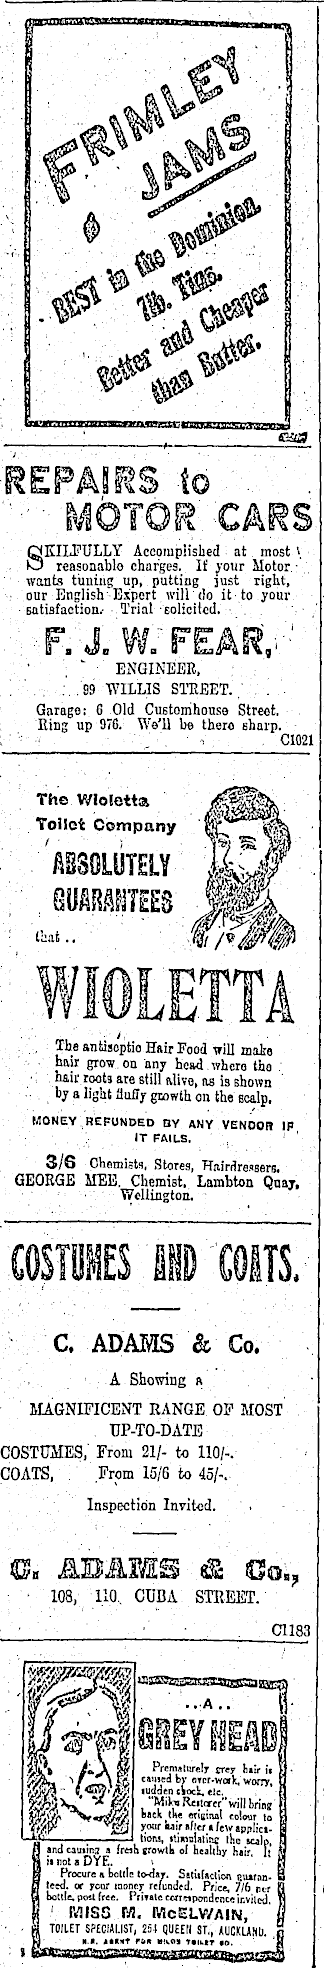 FRIMLEY
JAMS
BEST in the Dominion.
7lb. Tins.
Better and Cheaper
than Butter.
REPAIRS to
MOTOR CARS
SKILFULLY Accomplished at most
reasonable charges. If your Motor
wants tuning up, putting just right,
our English Expert will do it to your
satisfaction. Trial solicited.
F. J. W. FEAR,
ENGINEER,
99 WILLIS STREET.
Garage: 6 Old Customhouse Street.
Ring up 976. We'll be there sharp.
C1021
The Wioletta
Toilet Company
ABSOLUTELY
GUARANTEES
that ..
WIOLETTA
The antiseptic Hair Food will make
hair grow on any head where the
hair roots are still alive, as is shown
by a light fluffy growth on the scalp.
MONEY REFUNDED BY ANY VENDOR IF
IT FAILS.
3/6 Chemists, Stores, Hairdressers.
GEORGE MEE, Chemist, Lambton Quay,
Wellington.
COSTUMES AND COATS.
C. ADAMS & Co.
A Showing a
MAGNIFICENT RANGE OF MOST
UP-TO-DATE
COSTUMES, From 21/- to 110/-.
COATS, From 15/6 to 45/-.
Inspection Invited.
C. ADAMS & Co.,
108, 110, CUBA STREET.
C1183
..A..
GREY HEAD
Prematurely grey hair is
caused by over-work, worry,
sudden shock, etc.
Restorer" will bring
back the original colour to
your hair after a few applica-
tions, stimulating the scalp,
and causing a fresh growth of healthy hair. It
is not a DYE.
Procure a bottle to-day. Satisfaction guaran-
teed, or your money refunded. Price, 7/6 per
bottle, post free. Private correspondence invited.
MISS M. McELWAIN,
TOILET SPECIALIST, 254 QUEEN ST., AUCKLAND.
N.Z. AGENT FOR TOILET CO.